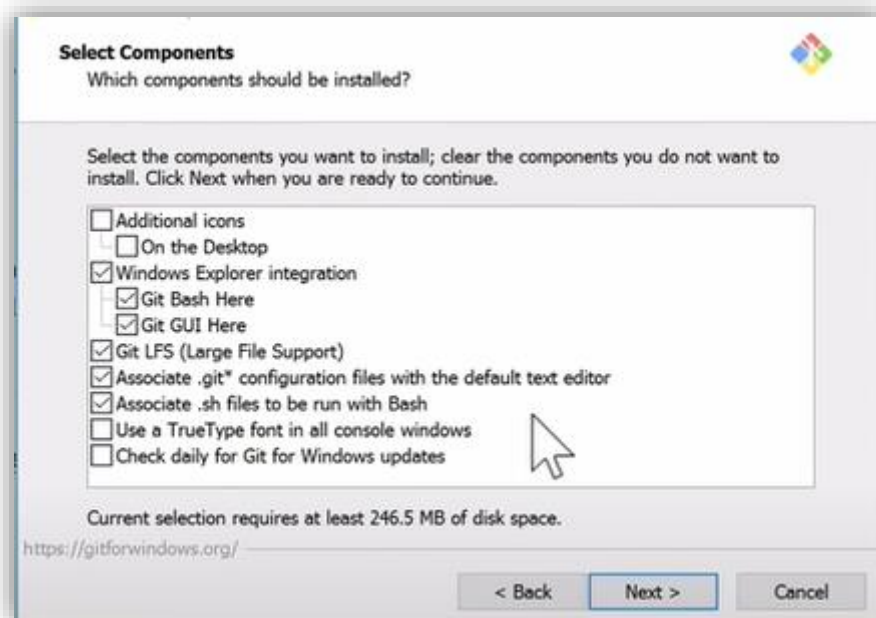 Select Components
Which components should be installed?
Select the components you want to install; clear the components you do not want to
install. Click Next when you are ready to continue.
Additional icons
On the Desktop
Windows Explorer integration
Git Bash Here
Git GUI Here
Git LFS (Large File Support)
Associate .git* configuration files with the default text editor
Associate .sh files to be run with Bash
Use a TrueType font in all console windows
Check daily for Git for Windows updates
Current selection requires at least 246.5 MB of disk space.
https://gitforwindows.org/
< Back Next > Cancel